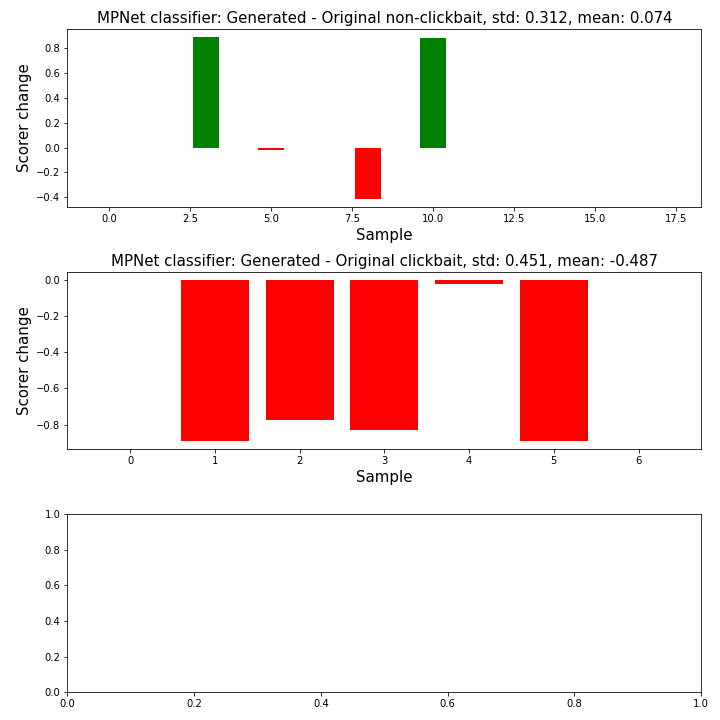 MPNet classifier: Generated - Original non-clickbait, std: 0.312, mean: 0.074
Scorer change
0.8
0.6
0.4
0.2
0.0
−0.2
−0.4
0.0 2.5 5.0 7.5 10.0 12.5 15.0 17.5
Sample
MPNet classifier: Generated - Original clickbait, std: 0.451, mean: -0.487
Scorer change
0.0
−0.2
−0.4
−0.6
−0.8
0 1 2 3 4 5 6
Sample
1.0
0.8
0.6
0.4
0.2
0.0
0.0 0.2 0.4 0.6 0.8 1.0